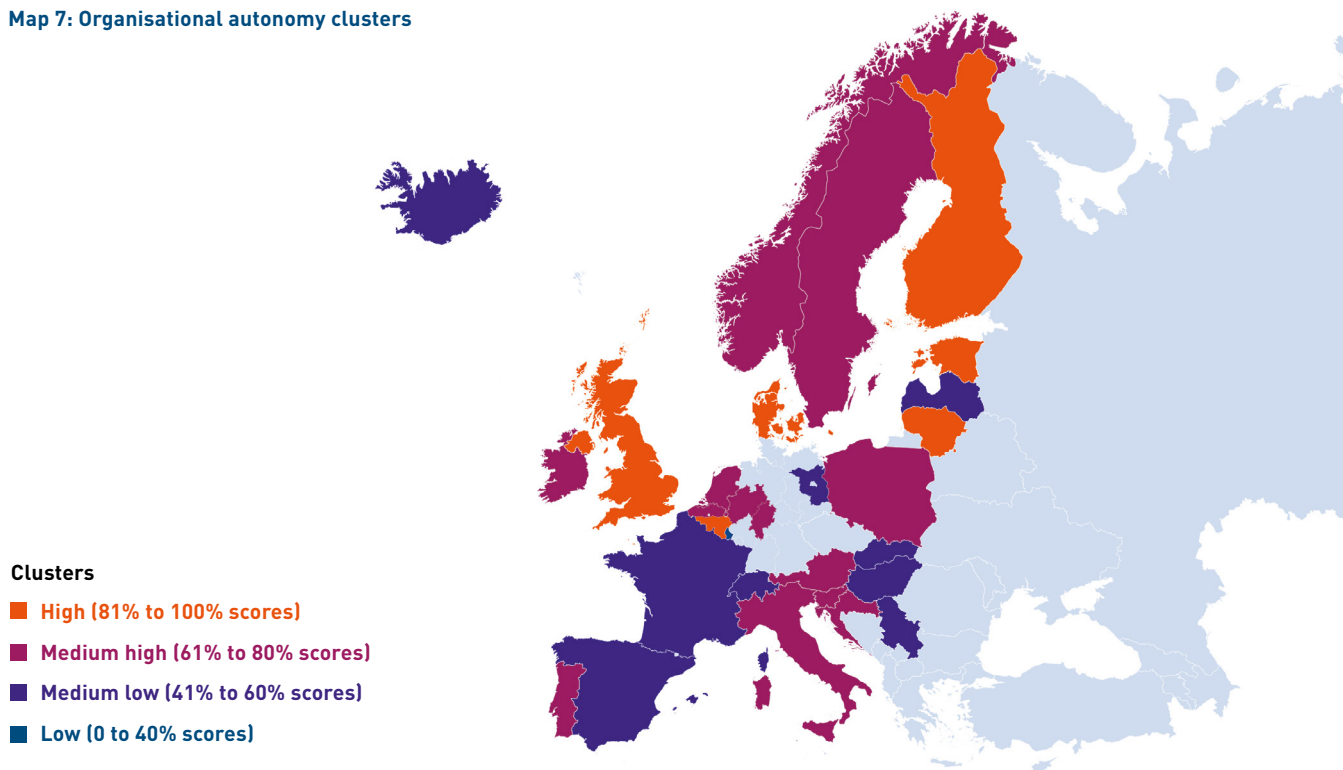 Map 7: Organisational autonomy clusters
Clusters
High (81% to 100% scores)
Medium high (61% to 80% scores)
Medium low (41% to 60% scores)
Low (0 to 40% scores)